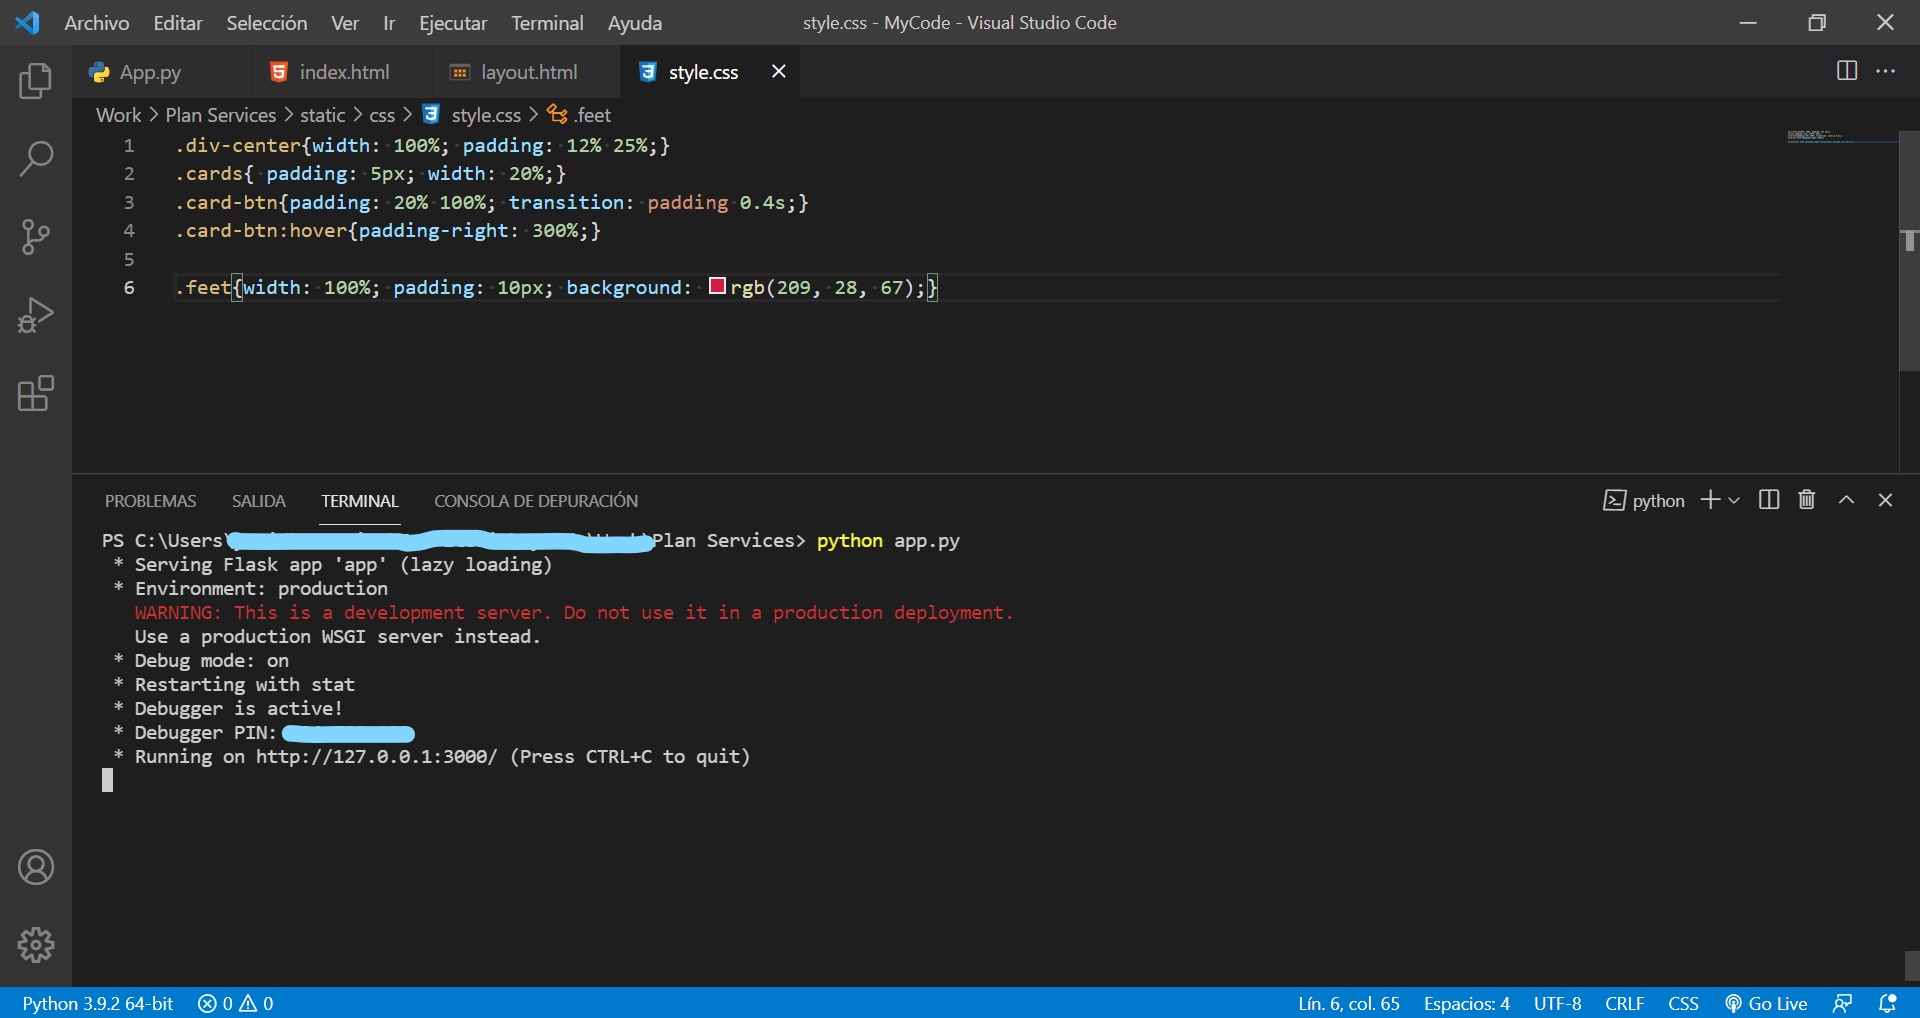 Archivo Editar Selección Ver Ir Ejecutar Terminal Ayuda style.css - MyCode - Visual Studio Code
App.py index.html layout.html style.css
Work > Plan Services > static > css > style.css > .feet
1 .div-center{width: 100%; padding: 12% 25%;}
2 .cards{ padding: 5px; width: 20%;}
3 .card-btn{padding: 20% 100%; transition: padding 0.4s;}
4 .card-btn:hover{padding-right: 300%;}
5
6 .feet{width: 100%; padding: 10px; background: rgb(209, 28, 67);}
PROBLEMAS SALIDA TERMINAL CONSOLA DE DEPURACIÓN python
PS C:\Users\ Plan Services> python app.py
* Serving Flask app 'app' (lazy loading)
* Environment: production
WARNING: This is a development server. Do not use it in a production deployment.
Use a production WSGI server instead.
* Debug mode: on
* Restarting with stat
* Debugger is active!
* Debugger PIN:
* Running on http://127.0.0.1:3000/ (Press CTRL+C to quit)
Python 3.9.2 64-bit 0 0 Lín. 6, col. 65 Espacios: 4 UTF-8 CRLF CSS Go Live